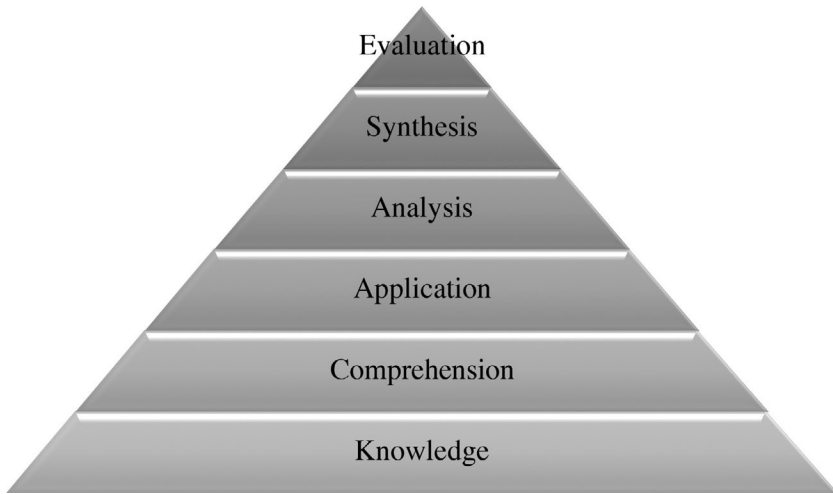 Evaluation
Synthesis
Analysis
Application
Comprehension
Knowledge